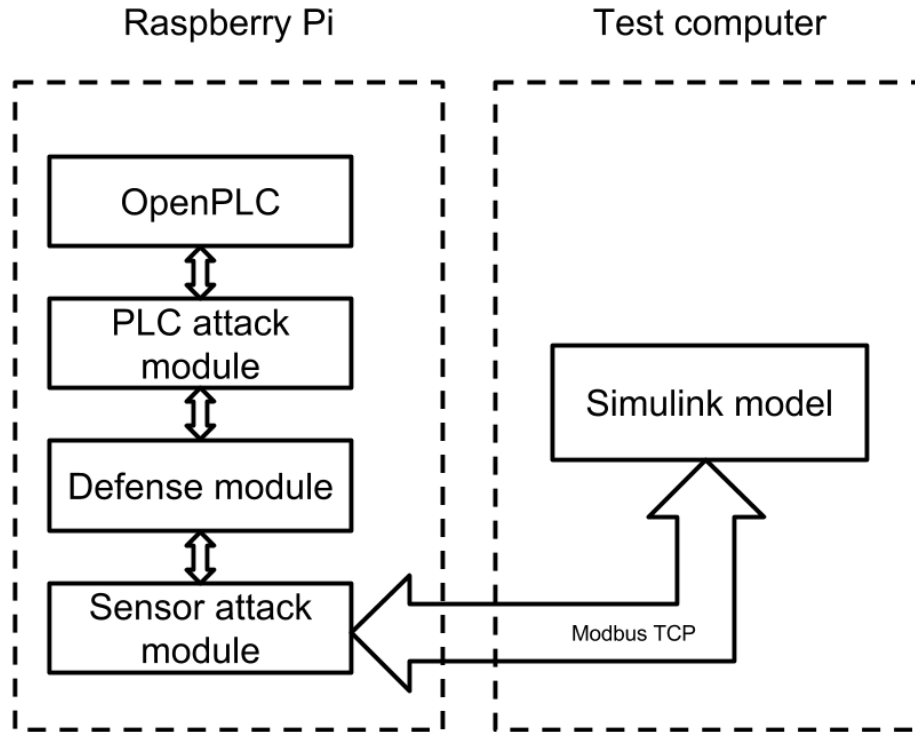 Raspberry Pi
Test computer
OpenPLC
PLC attack
module
Defense module
Sensor attack
module
Simulink model
Modbus TCP